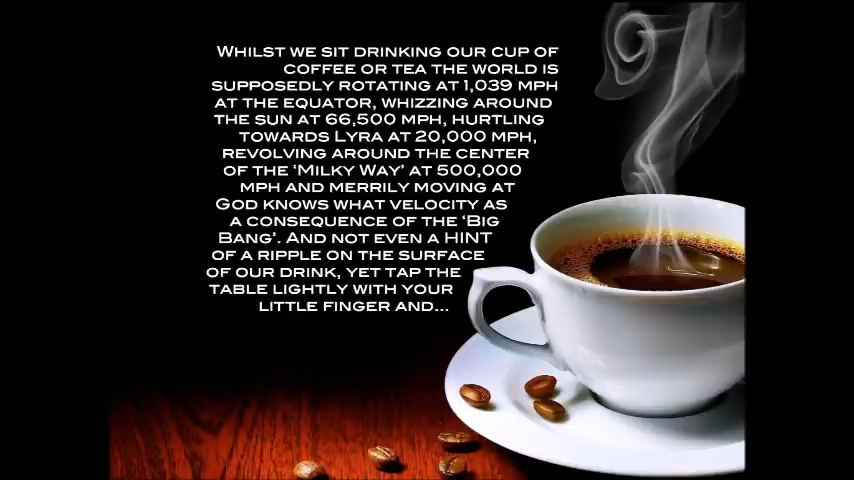 Whilst we sit drinking our cup of
coffee or tea the world is
supposedly rotating at 1,039 mph
at the equator, whizzing around
the sun at 66,500 mph, hurtling
towards Lyra at 20,000 mph,
revolving around the center
of the ‘Milky Way’ at 500,000
mph and merrily moving at
God knows what velocity as
a consequence of the ‘Big
Bang’. And not even a HINT
of a ripple on the surface
of our drink, yet tap the
table lightly with your
little finger and...